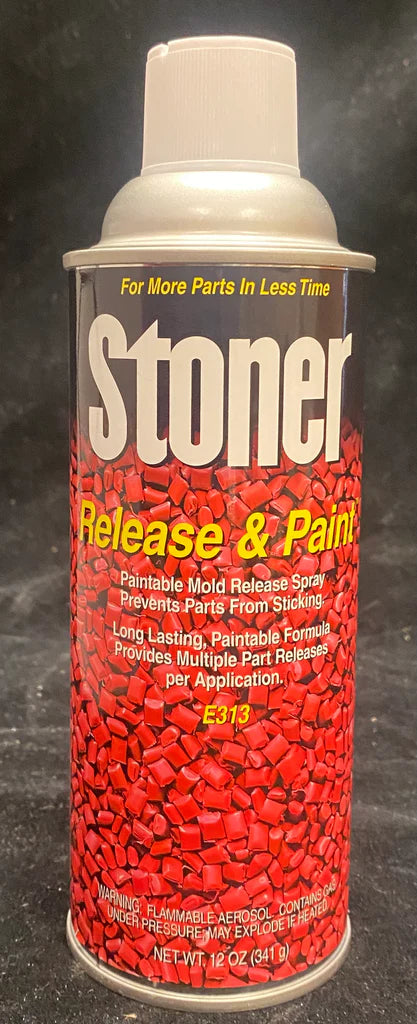 For More Parts In Less Time
Stoner
Release & Paint
Paintable Mold Release Spray
Prevents Parts From Sticking.
Long Lasting, Paintable Formula
Provides Multiple Part Releases
per Application.
E313
WARNING: FLAMMABLE AEROSOL. CONTAINS GAS
UNDER PRESSURE; MAY EXPLODE IF HEATED.
NET WT. 12 OZ (341 g)